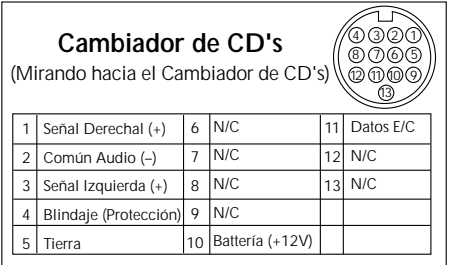 Cambiador de CD's
(Mirando hacia el Cambiador de CD's)
4 3 2 1
8 7 6 5
12 11 10 9
13
1 Señal Derechal (+) 6 N/C 11 Datos E/C
2 Común Audio (–) 7 N/C 12 N/C
3 Señal Izquierda (+) 8 N/C 13 N/C
4 Blindaje (Protección) 9 N/C
5 Tierra 10 Battería (+12V)